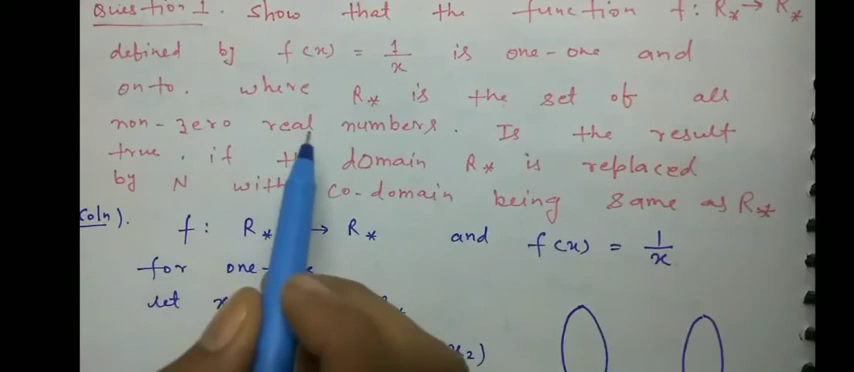 Question 1. Show that the function f: R* → R*
defined by f(x) = 1/x is one-one and
onto. where R* is the set of all
non-zero real numbers. Is the result
true, if the domain R* is replaced
by N with co-domain being same as R*
Soln). f: R* → R* and f(x) = 1/x
for one-
let x
x2)